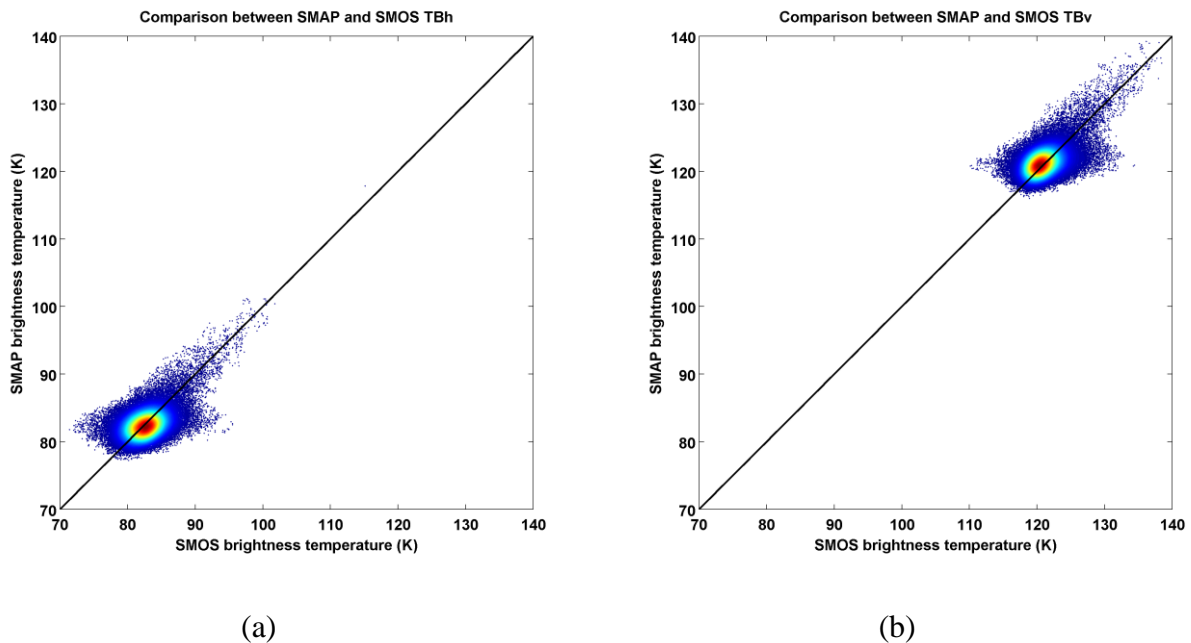 Comparison between SMAP and SMOS TBh
140
130
120
110
100
90
80
70
SMAP brightness temperature (K)
70 80 90 100 110 120 130 140
SMOS brightness temperature (K)
(a)
Comparison between SMAP and SMOS TBv
140
130
120
110
100
90
80
70
SMAP brightness temperature (K)
70 80 90 100 110 120 130 140
SMOS brightness temperature (K)
(b)